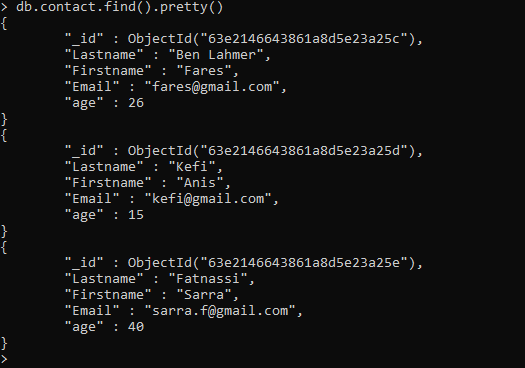 > db.contact.find().pretty()
{
        "_id" : ObjectId("63e2146643861a8d5e23a25c"),
        "Lastname" : "Ben Lahmer",
        "Firstname" : "Fares",
        "Email" : "fares@gmail.com",
        "age" : 26
}
{
        "_id" : ObjectId("63e2146643861a8d5e23a25d"),
        "Lastname" : "Kefi",
        "Firstname" : "Anis",
        "Email" : "kefi@gmail.com",
        "age" : 15
}
{
        "_id" : ObjectId("63e2146643861a8d5e23a25e"),
        "Lastname" : "Fatnassi",
        "Firstname" : "Sarra",
        "Email" : "sarra.f@gmail.com",
        "age" : 40
}
>